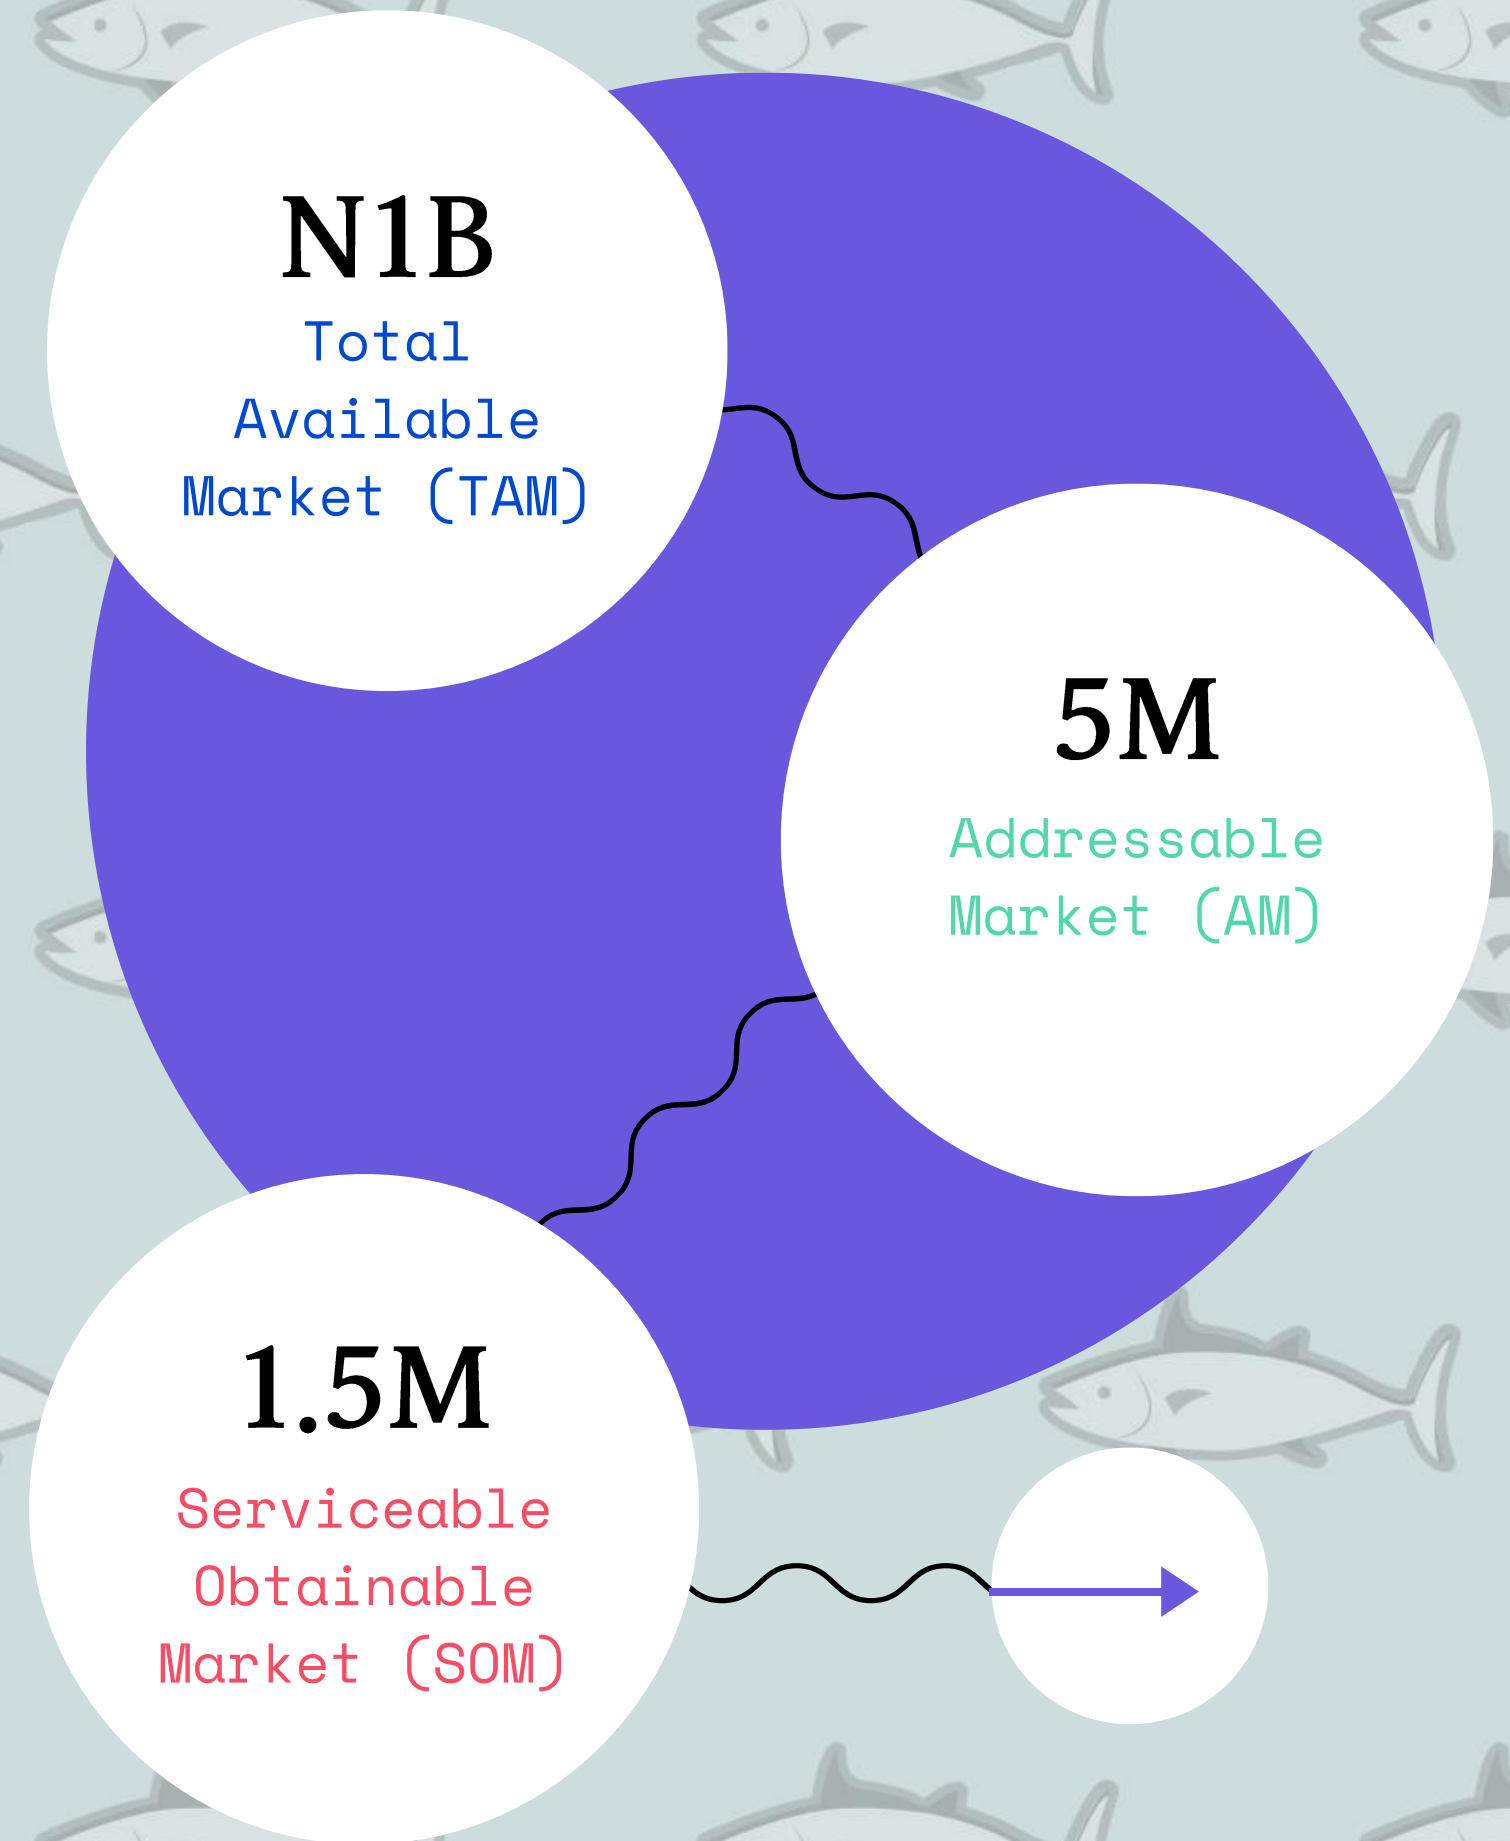 N1B
Total
Available
Market (TAM)
5M
Addressable
Market (AM)
1.5M
Serviceable
Obtainable
Market (SOM)